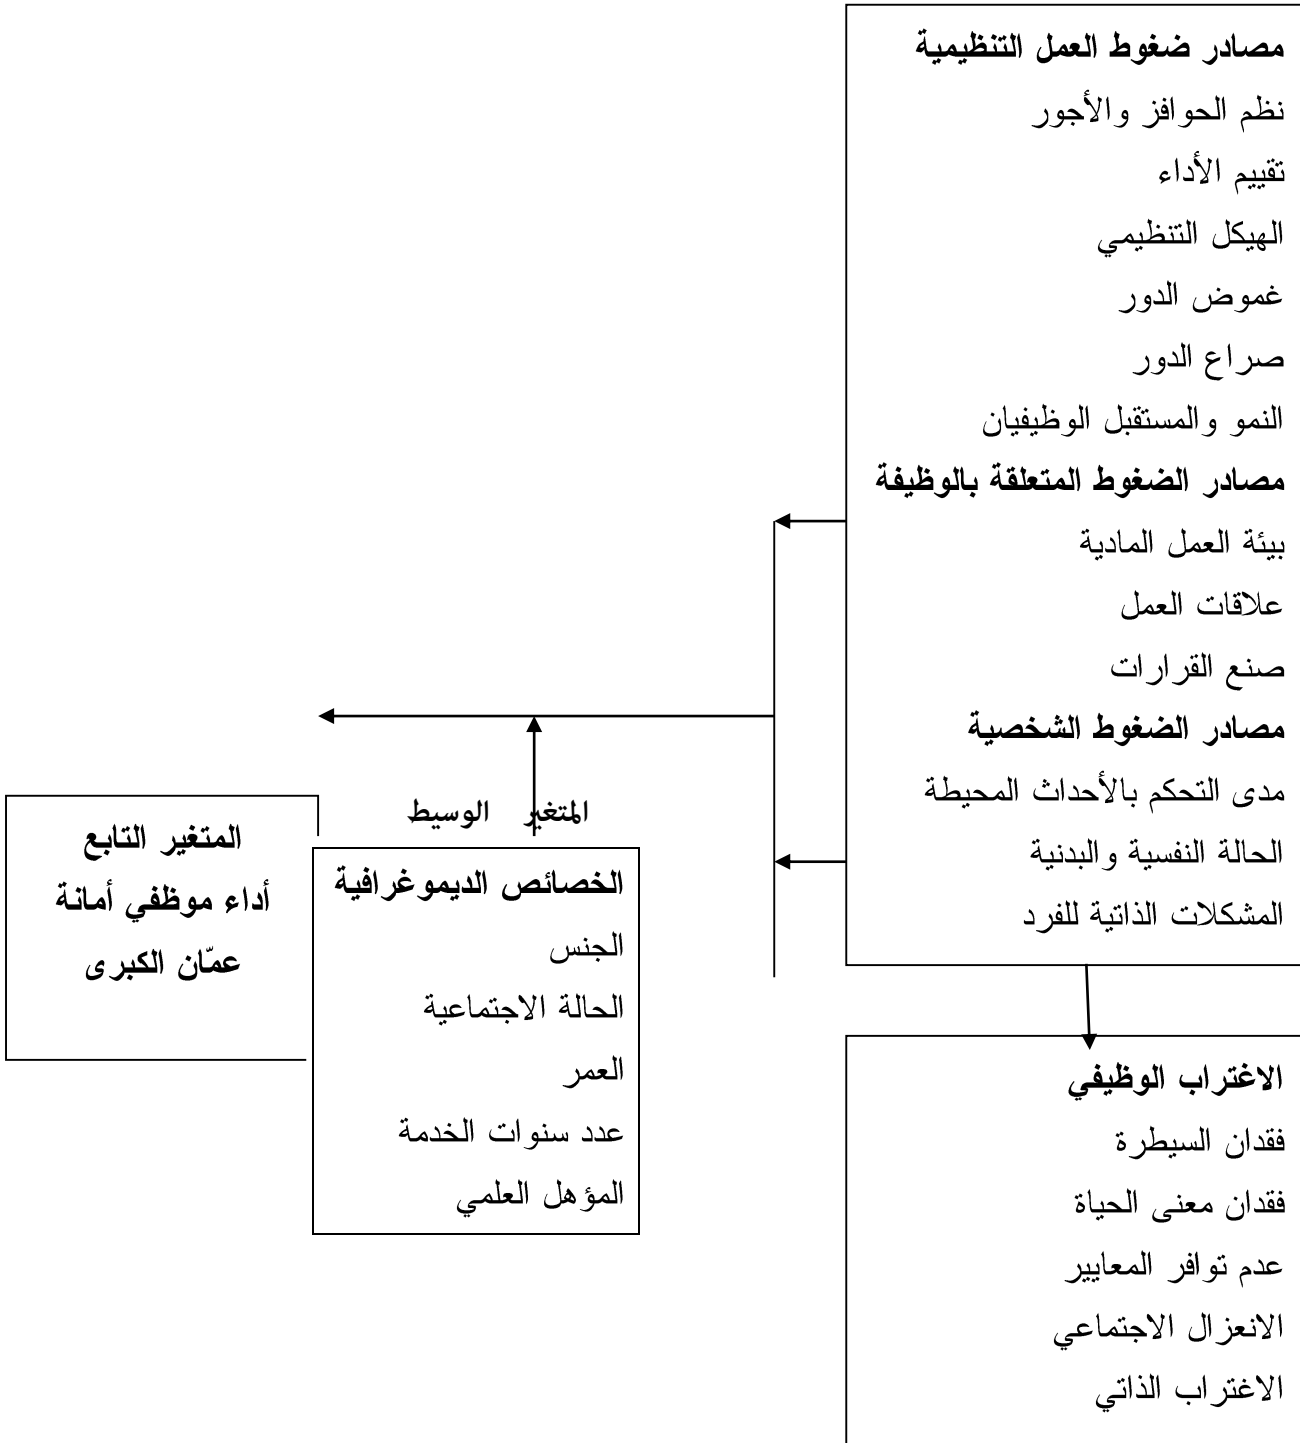 مصادر ضغوط العمل التنظيمية
نظم الحوافز والأجور
تقييم الأداء
الهيكل التنظيمي
غموض الدور
صراع الدور
النمو والمستقبل الوظيفيان
مصادر الضغوط المتعلقة بالوظيفة
بيئة العمل المادية
علاقات العمل
صنع القرارات
مصادر الضغوط الشخصية
مدى التحكم بالأحداث المحيطة
الحالة النفسية والبدنية
المشكلات الذاتية للفرد
المتغير الوسيط
الخصائص الديموغرافية
الجنس
الحالة الاجتماعية
العمر
عدد سنوات الخدمة
المؤهل العلمي
المتغير التابع
أداء موظفي أمانة
عمّان الكبرى
الاغتراب الوظيفي
فقدان السيطرة
فقدان معنى الحياة
عدم توافر المعايير
الانعزال الاجتماعي
الاغتراب الذاتي